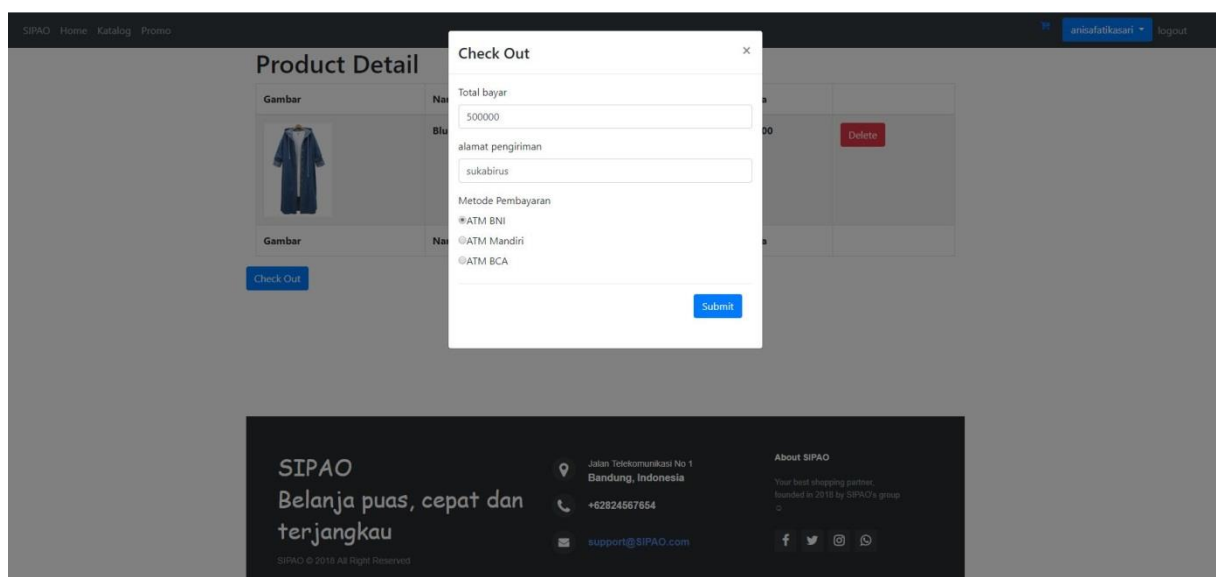 SIPAO Home Katalog Promo
anisafatikasari
logout
Product Detail
Check Out
×
Gambar
Total bayar
500000
00
Delete
alamat pengiriman
sukabirus
Metode Pembayaran
ATM BNI
ATM Mandiri
ATM BCA
Gambar
Check Out
Submit
SIPAO
Belanja puas, cepat dan
terjangkau
SIPAO © 2018 All Right Reserved
Jalan Telekomunikasi No 1
Bandung, Indonesia
+62824567654
support@SIPAO.com
About SIPAO
Your best shopping partner,
founded in 2018 by SIPAO's group